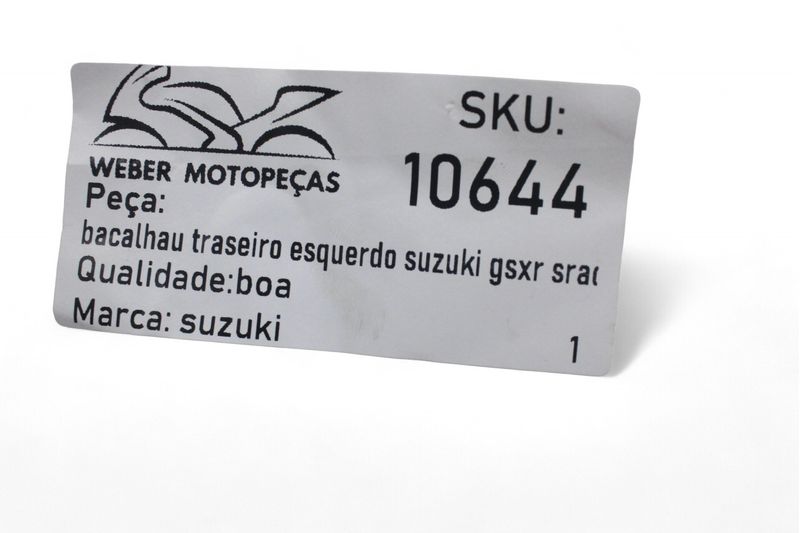 WEBER MOTOPEÇAS
SKU:
10644
Peça:
bacalhau traseiro esquerdo suzuki gsxr
Qualidade:boa
Marca: suzuki
1